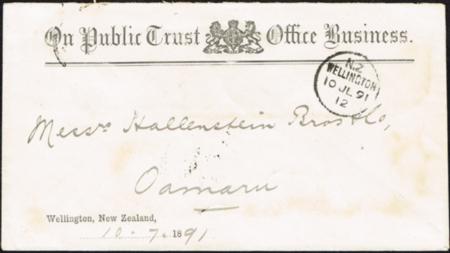 On Public Trust Office Business.
N.Z
WELLINGTON
10 JL 91
12
Messrs Hallenstein Bros & Co,
Oamaru
Wellington, New Zealand,
10. 7. 1891